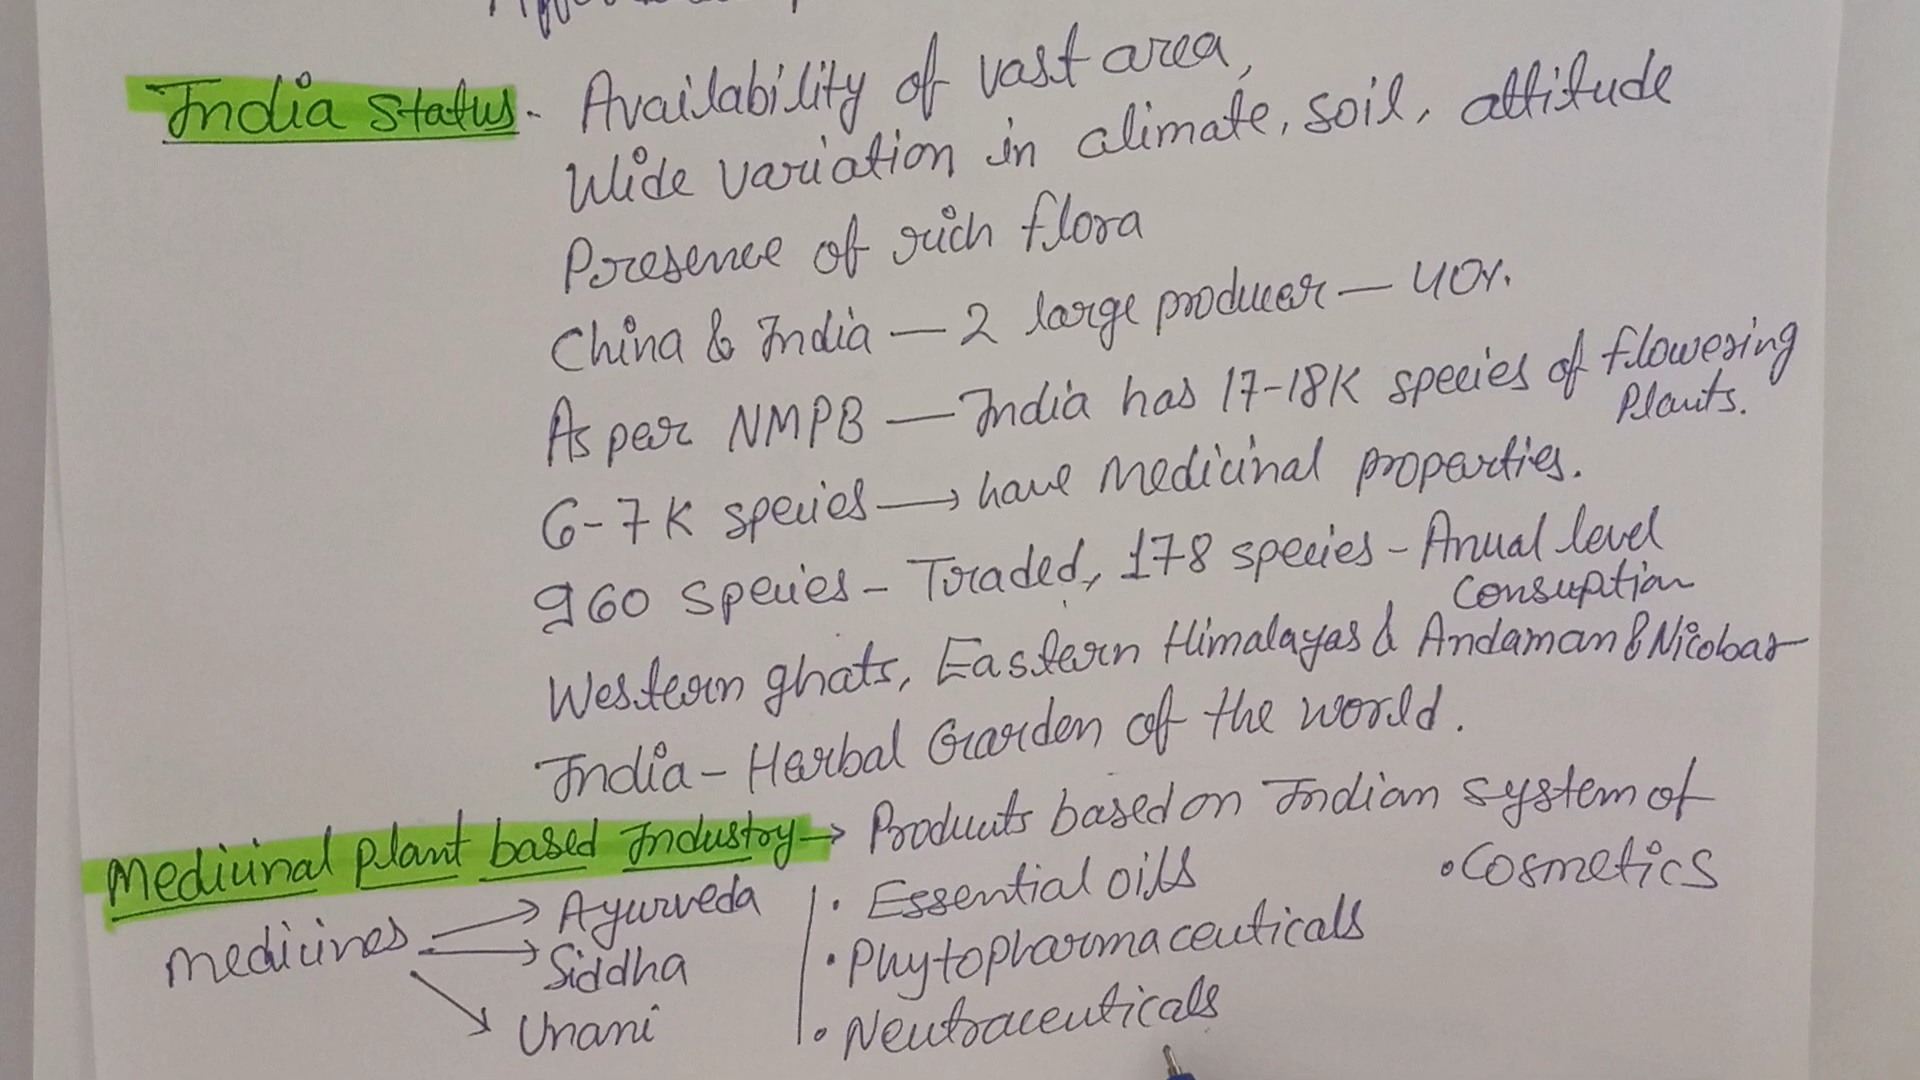 India Status - Availability of vast area,
Wide variation in climate, soil, altitude
Presence of rich flora
China & India — 2 large producer — 40%.
As per NMPB — India has 17-18K species of flowering
Plants.
6-7K species → have medicinal properties.
960 species - Traded, 178 species - Anual level
Consuption
Western ghats, Eastern Himalayas & Andaman & Nicobar
India - Herbal Garden of the world.
Medicinal plant based Industry → Products based on Indian system of
medicines → Ayurveda
→ Siddha
→ Unani
• Essential oils
• Phytopharmaceuticals
• Neutraceuticals
• Cosmetics